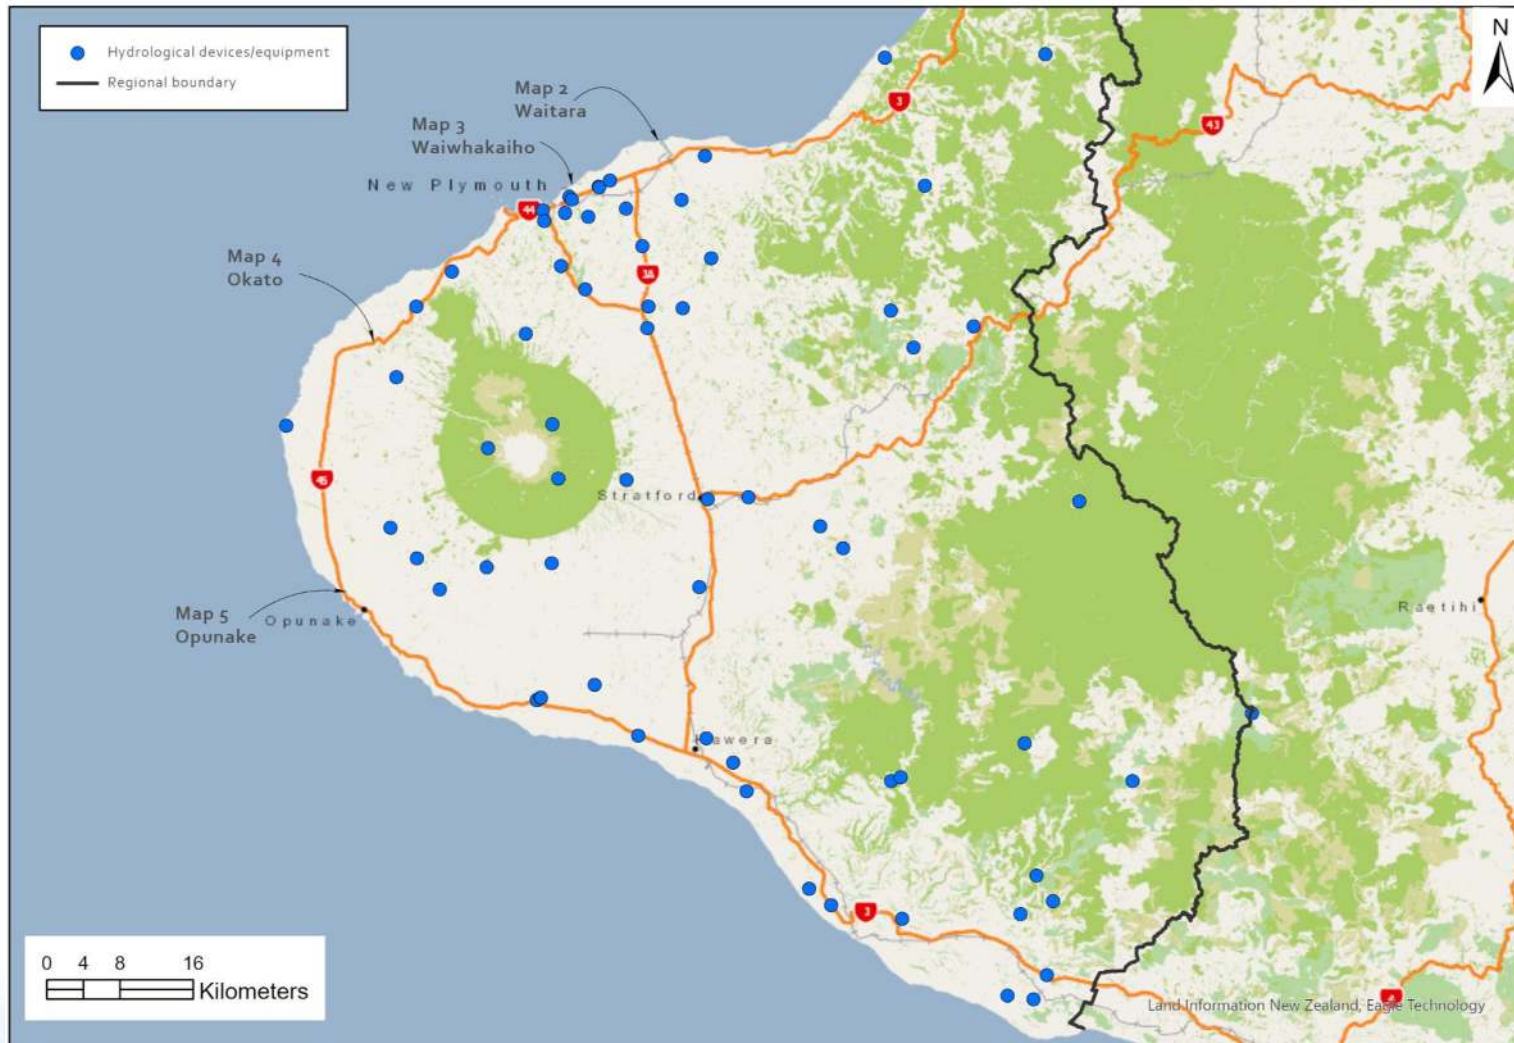 Hydrological devices/equipment
Regional boundary
N
Map 2
Waitara
Map 3
Waiwhakaiho
3
43
New Plymouth
44
Map 4
Okato
3A
45
Stratford
Map 5
Opunake
Opunake
Raetihi
Hawera
3
0 4 8 16
Kilometers
Land Information New Zealand, Eagle Technology